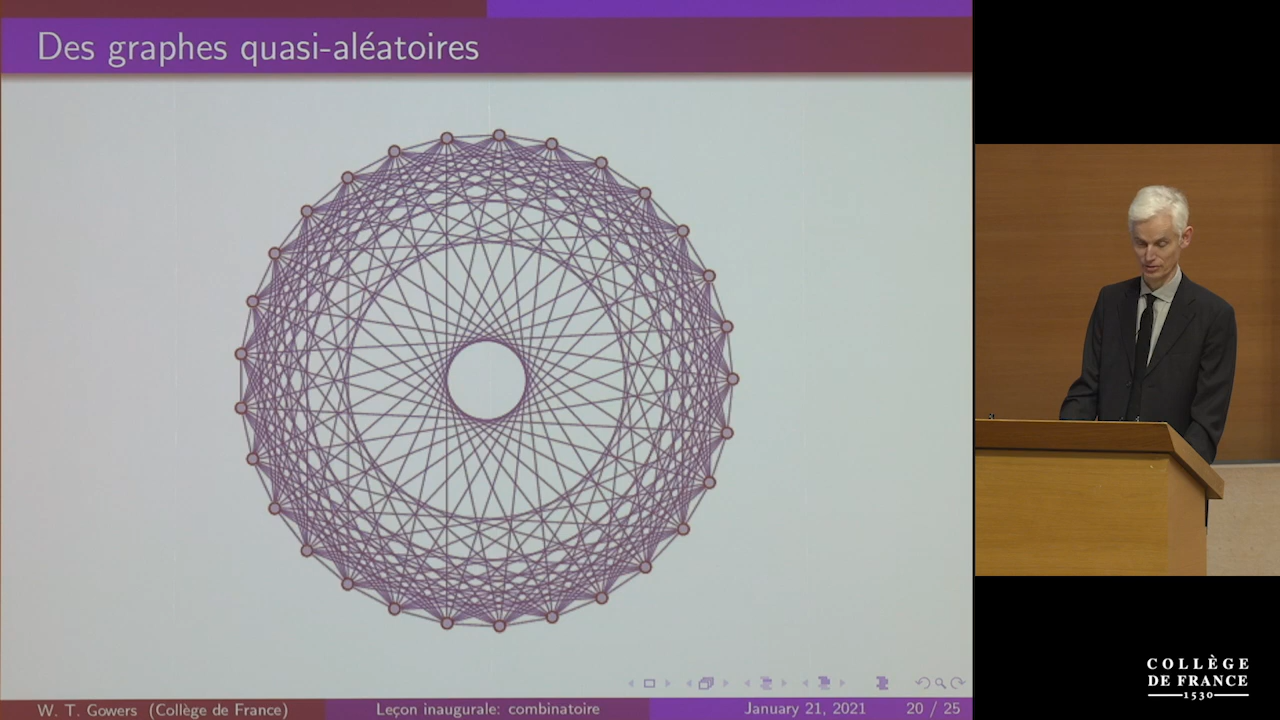 Des graphes quasi-aléatoires
W. T. Gowers (Collège de France)
Leçon inaugurale: combinatoire
January 21, 2021
20 / 25
COLLÈGE
DE FRANCE
1530